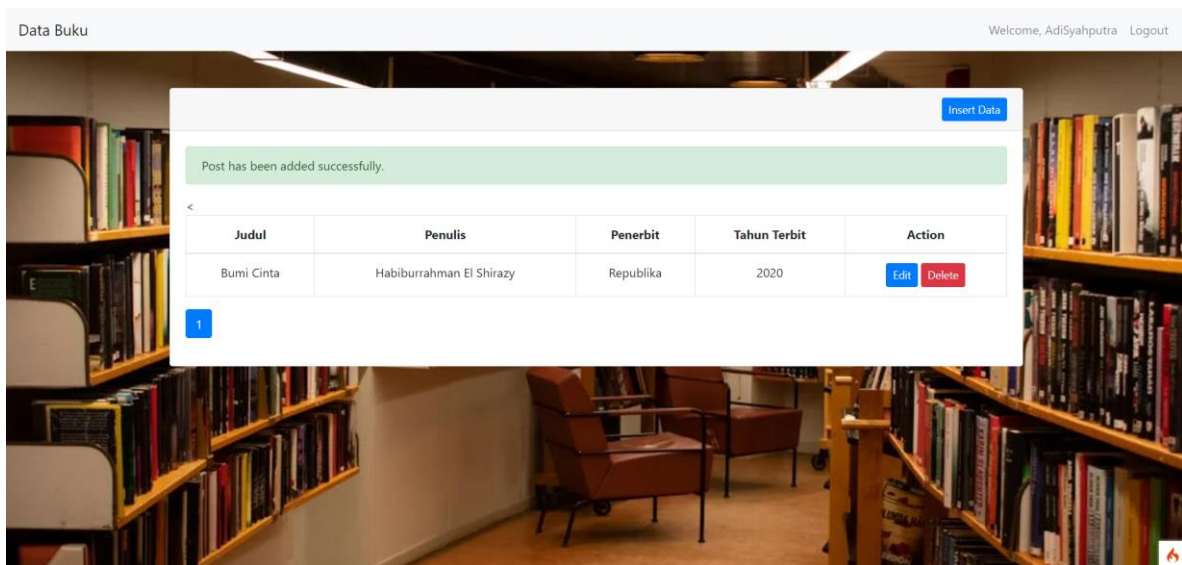 Data Buku
Welcome, AdiSyahputra Logout
Insert Data
Post has been added successfully.
<
Judul Penulis Penerbit Tahun Terbit Action
Bumi Cinta Habiburrahman El Shirazy Republika 2020 Edit Delete
1